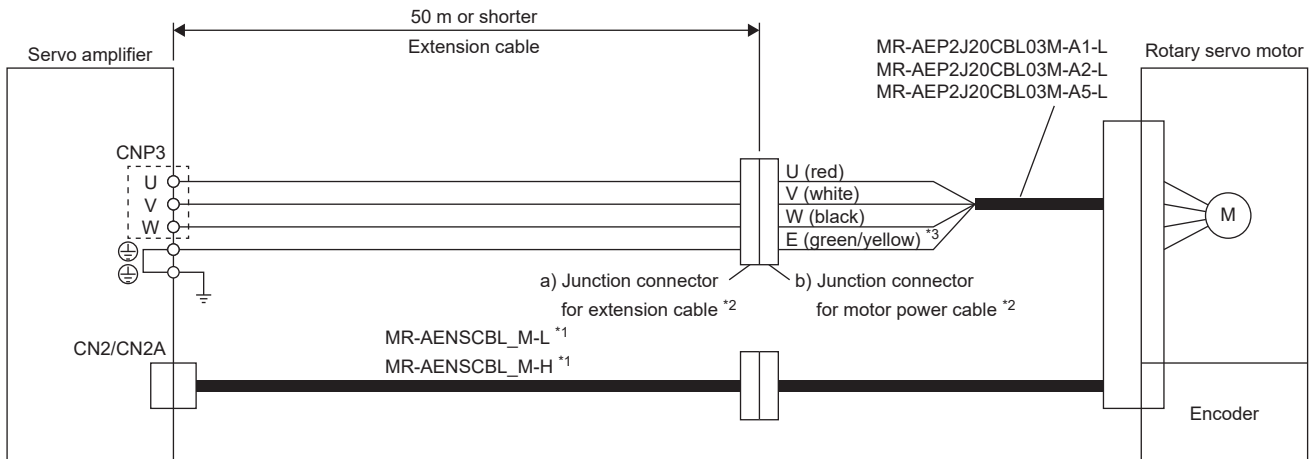 50 m or shorter
Extension cable
Servo amplifier
MR-AEP2J20CBL03M-A1-L
MR-AEP2J20CBL03M-A2-L
MR-AEP2J20CBL03M-A5-L
Rotary servo motor
CNP3
U
V
W
U (red)
V (white)
W (black)
E (green/yellow) *3
M
a) Junction connector
for extension cable *2
b) Junction connector
for motor power cable *2
MR-AENSCBL_M-L *1
MR-AENSCBL_M-H *1
CN2/CN2A
Encoder